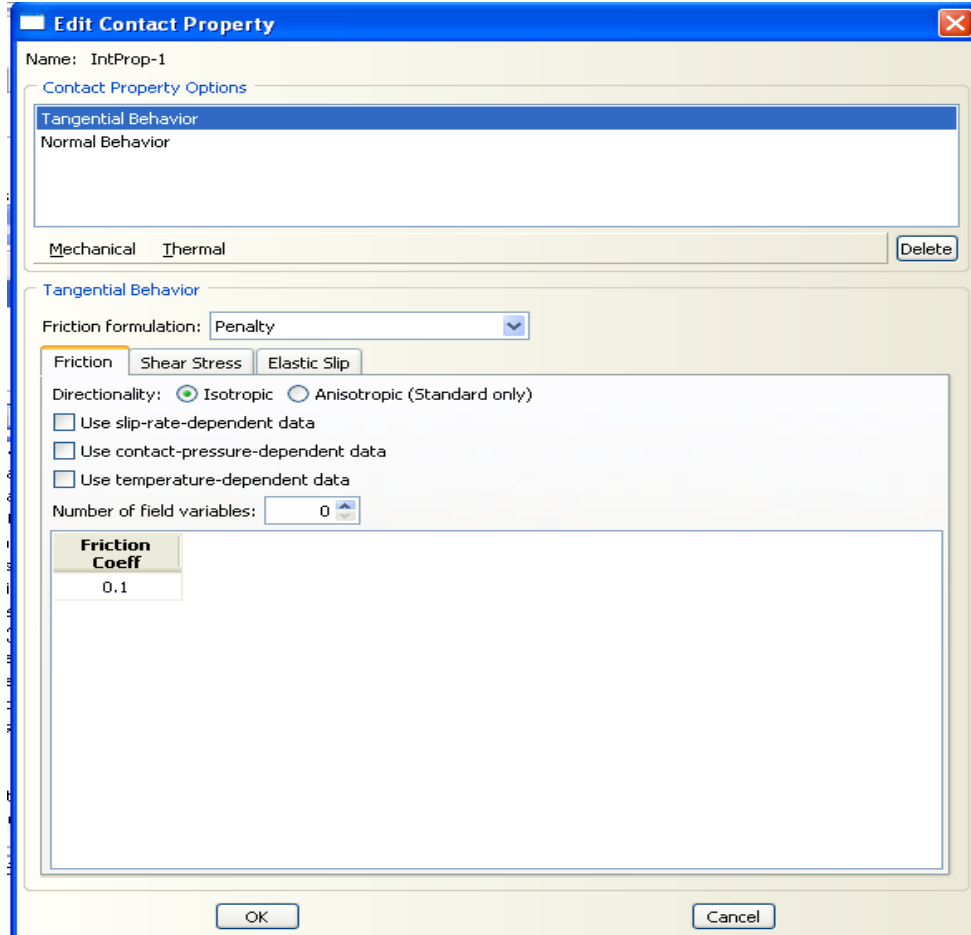 Edit Contact Property
Name: IntProp-1
Contact Property Options
Tangential Behavior
Normal Behavior
Mechanical Thermal Delete
Tangential Behavior
Friction formulation: Penalty
Friction Shear Stress Elastic Slip
Directionality: Isotropic Anisotropic (Standard only)
Use slip-rate-dependent data
Use contact-pressure-dependent data
Use temperature-dependent data
Number of field variables: 0
Friction
Coeff
0.1
OK Cancel